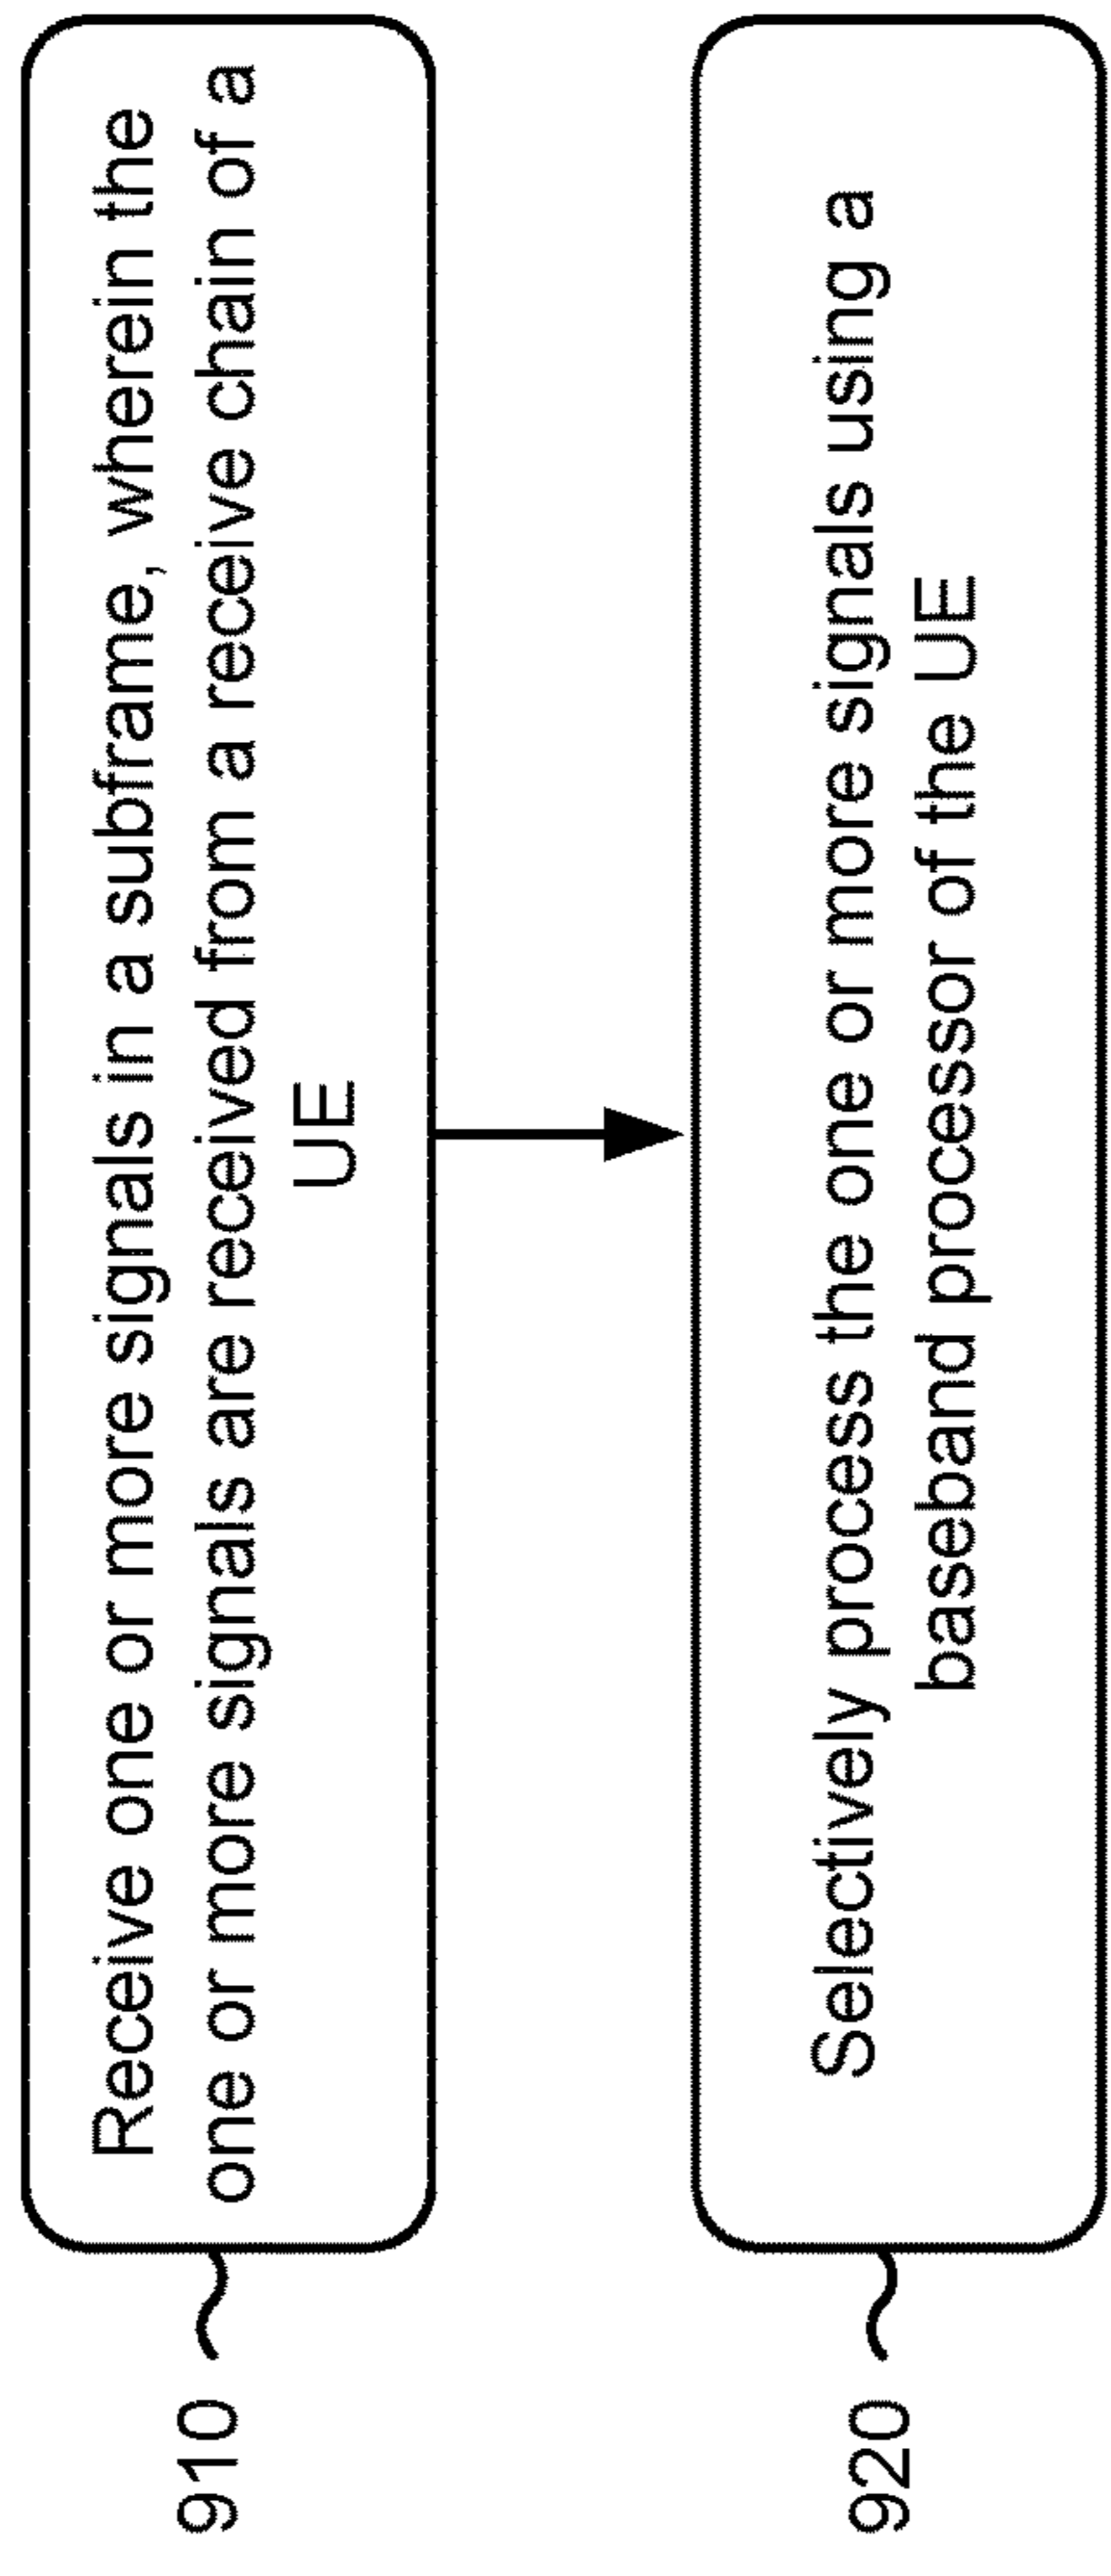 910
Receive one or more signals in a subframe, wherein the
one or more signals are received from a receive chain of a
UE
920
Selectively process the one or more signals using a
baseband processor of the UE